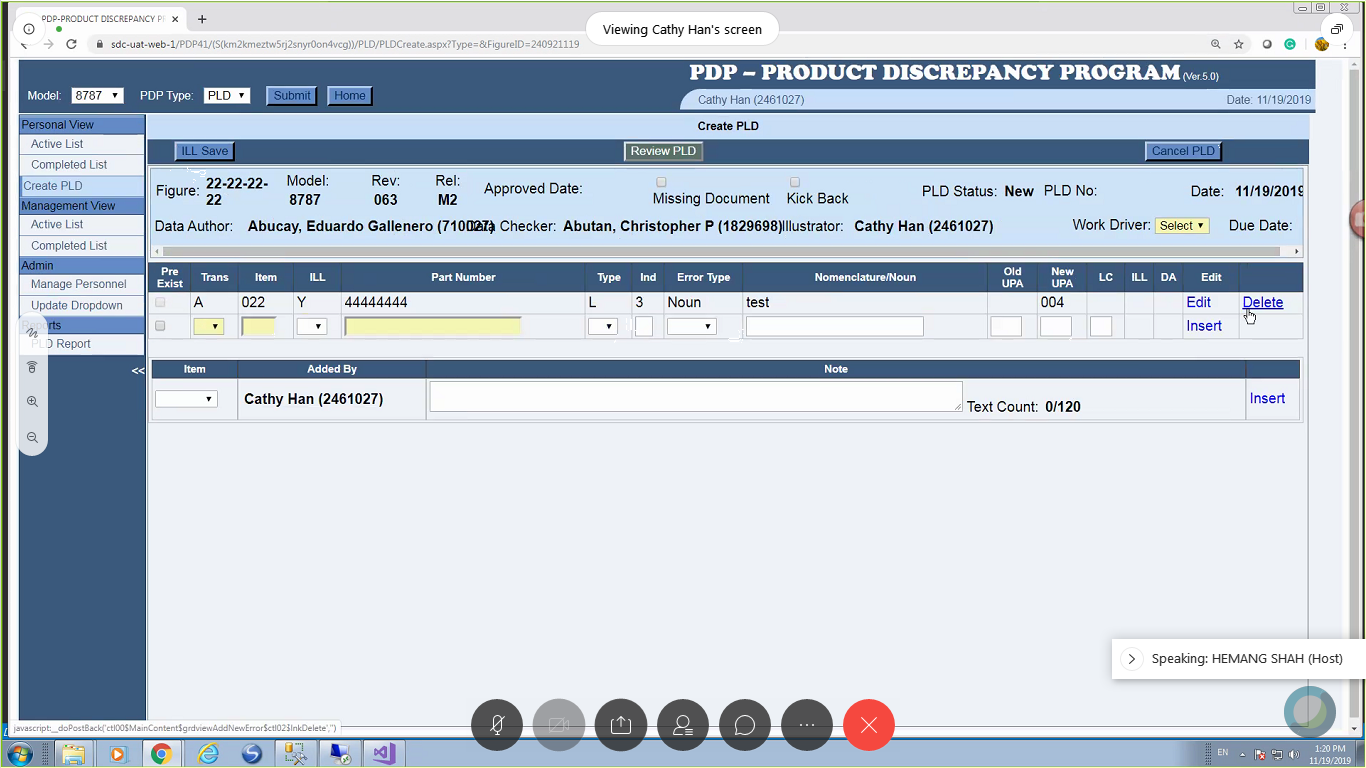 PDP-PRODUCT DISCREPANCY P
Viewing Cathy Han's screen
sdc-uat-web-1/PDP41/(S(km2kmeztw5rj2snyr0on4vcg))/PLD/PLDCreate.aspx?Type=&FigureID=240921119
PDP – PRODUCT DISCREPANCY PROGRAM (Ver.5.0)
Model: 8787 PDP Type: PLD Submit Home
Cathy Han (2461027) Date: 11/19/2019
Personal View
Active List
Completed List
Create PLD
Management View
Active List
Completed List
Admin
Manage Personnel
Update Dropdown
PLD Report
<<
Create PLD
ILL Save Review PLD Cancel PLD
Figure: 22-22-22-22 Model: 8787 Rev: 063 Rel: M2 Approved Date: Missing Document Kick Back PLD Status: New PLD No: Date: 11/19/2019
Data Author: Abucay, Eduardo Gallenero (710027) Data Checker: Abutan, Christopher P (1829698) Illustrator: Cathy Han (2461027) Work Driver: Select Due Date:
Pre Exist Trans Item ILL Part Number Type Ind Error Type Nomenclature/Noun Old UPA New UPA LC ILL DA Edit
A 022 Y 44444444 L 3 Noun test 004 Edit Delete
Insert
Item Added By Note
Cathy Han (2461027) Text Count: 0/120 Insert
Speaking: HEMANG SHAH (Host)
javascript:__doPostBack('ctl00$MainContent$grdviewAddNewError$ctl02$lnkDelete','')
EN 1:20 PM
11/19/2019